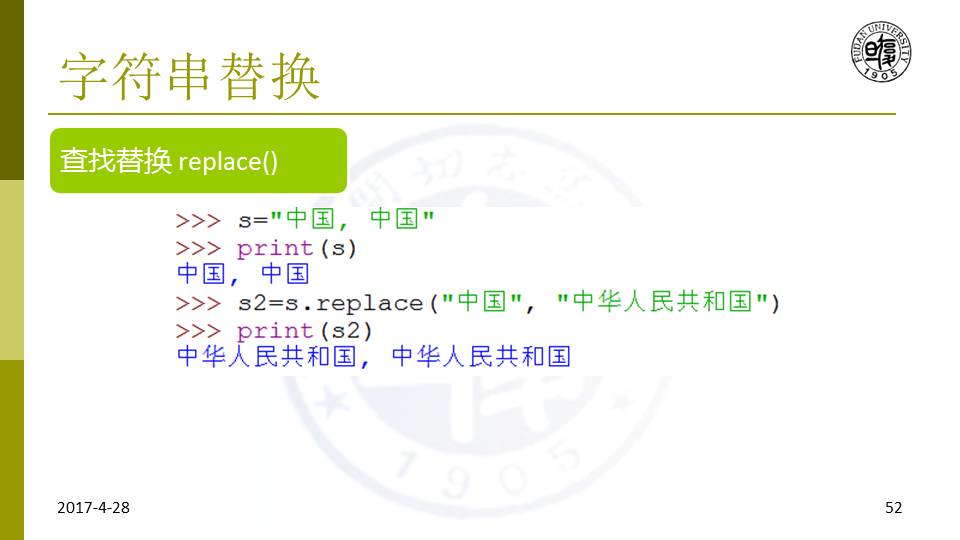 字符串替换
FUDAN UNIVERSITY
1905
查找替换 replace()
>>> s="中国, 中国"
>>> print(s)
中国, 中国
>>> s2=s.replace("中国", "中华人民共和国")
>>> print(s2)
中华人民共和国, 中华人民共和国
1905
2017-4-28
52